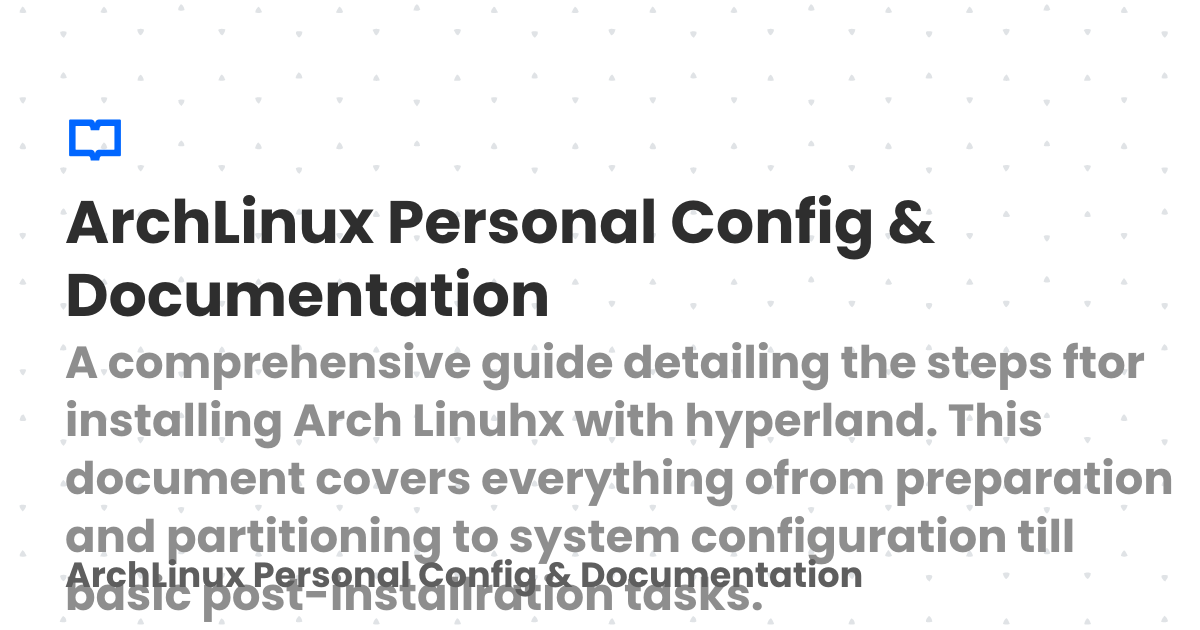 ArchLinux Personal Config &
Documentation
A comprehensive guide detailing the steps ftor
installing Arch Linuhx with hyperland. This
document covers everything ofrom preparation
and partitioning to system configuration till
ArchLinux Personal Config & Documentation
basic post-installration tasks.